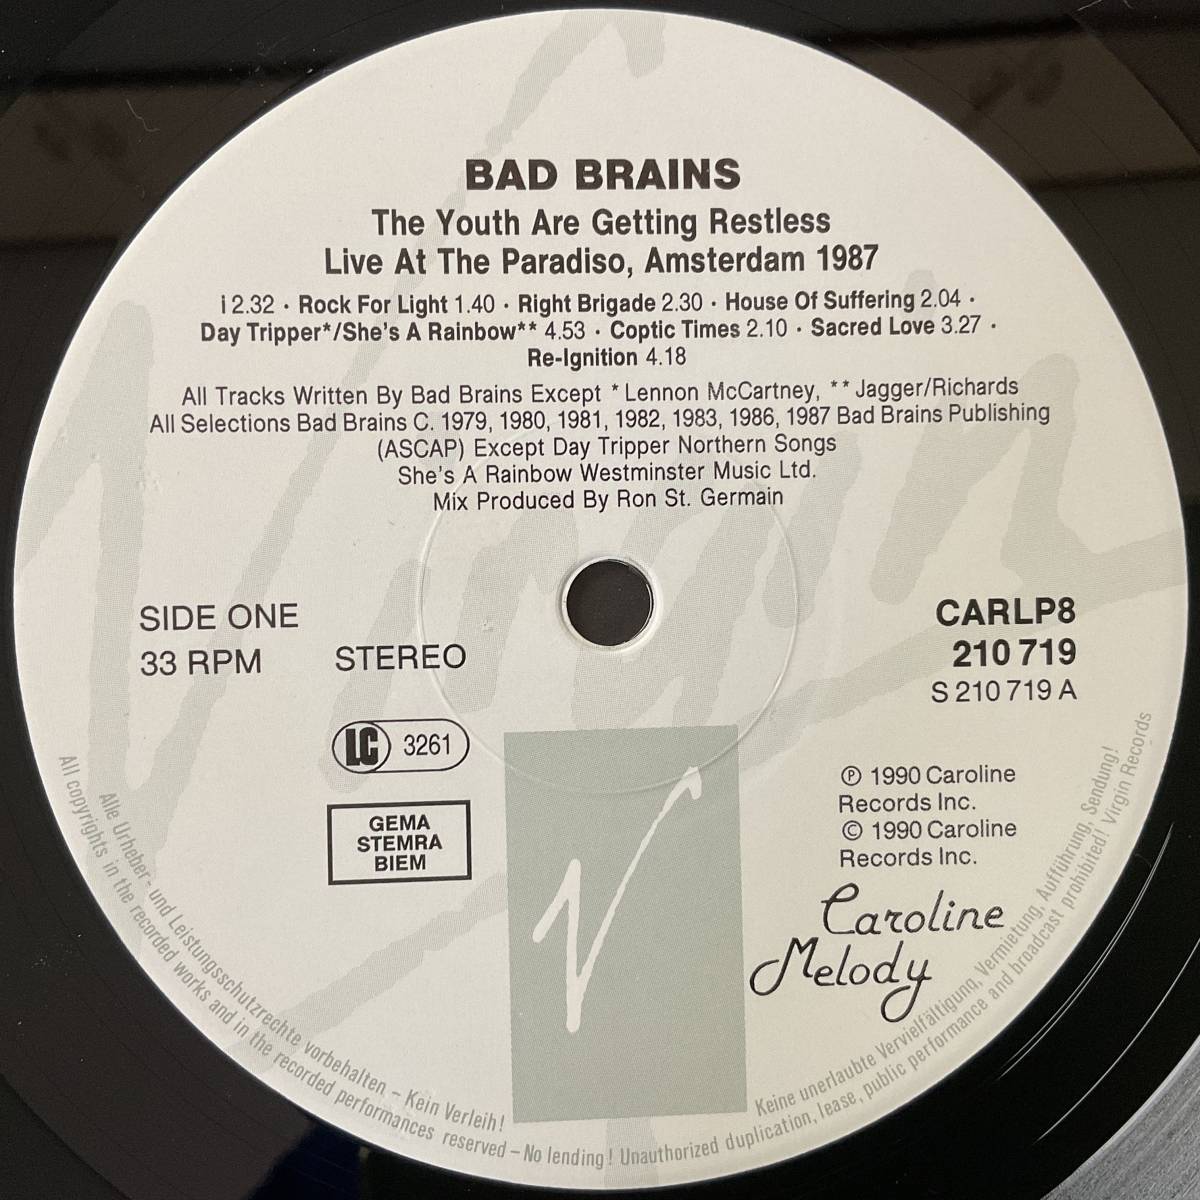 BAD BRAINS
The Youth Are Getting Restless
Live At The Paradiso, Amsterdam 1987
i 2.32 · Rock For Light 1.40 · Right Brigade 2.30 · House Of Suffering 2.04 ·
Day Tripper*/She's A Rainbow** 4.53 · Coptic Times 2.10 · Sacred Love 3.27 ·
Re-Ignition 4.18
All Tracks Written By Bad Brains Except * Lennon McCartney, ** Jagger/Richards
All Selections Bad Brains C. 1979, 1980, 1981, 1982, 1983, 1986, 1987 Bad Brains Publishing
(ASCAP) Except Day Tripper Northern Songs
She's A Rainbow Westminster Music Ltd.
Mix Produced By Ron St. Germain
SIDE ONE
33 RPM STEREO
CARLP8
210 719
S 210 719 A
LC 3261
GEMA
STEMRA
BIEM
℗ 1990 Caroline
Records Inc.
© 1990 Caroline
Records Inc.
Caroline
Melody
V
Virgin
Alle Urheber- und Leistungsschutzrechte vorbehalten – Kein Verleih! Keine unerlaubte Vervielfältigung, Vermietung, Aufführung, Sendung!
All copyrights in the recorded works and in the recorded performances reserved – No lending! Unauthorized duplication, lease, public performance and broadcast prohibited! Virgin Records